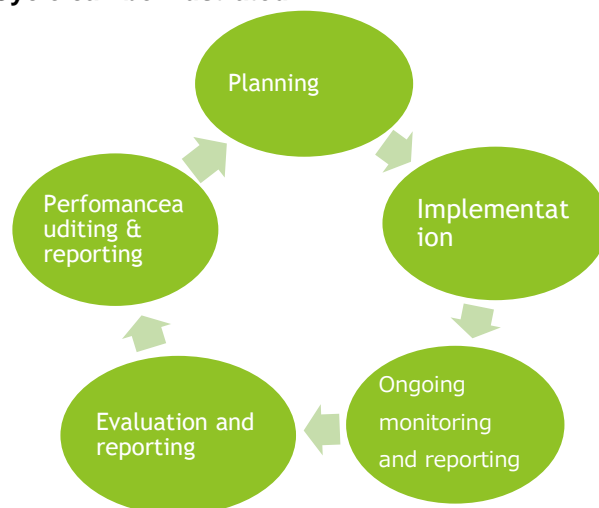 Planning
Implementat
ion
Ongoing
monitoring
and reporting
Evaluation and
reporting
Perfomancea
uditing &
reporting